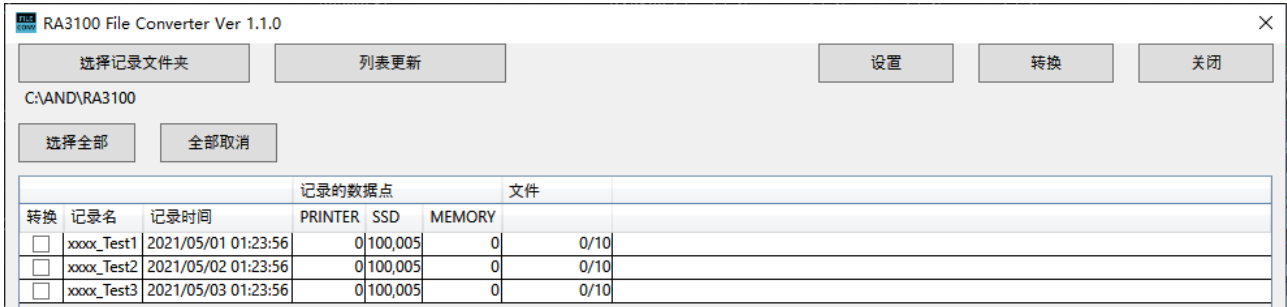 FILE CONV RA3100 File Converter Ver 1.1.0
选择记录文件夹 列表更新 设置 转换 关闭
C:\AND\RA3100
选择全部 全部取消
记录的数据点 文件
转换 记录名 记录时间 PRINTER SSD MEMORY
xxxx_Test1 2021/05/01 01:23:56 0 100,005 0 0/10
xxxx_Test2 2021/05/02 01:23:56 0 100,005 0 0/10
xxxx_Test3 2021/05/03 01:23:56 0 100,005 0 0/10